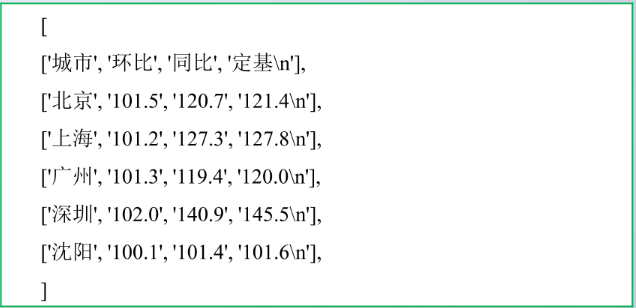 [
['城市', '环比', '同比', '定基\n'],
['北京', '101.5', '120.7', '121.4\n'],
['上海', '101.2', '127.3', '127.8\n'],
['广州', '101.3', '119.4', '120.0\n'],
['深圳', '102.0', '140.9', '145.5\n'],
['沈阳', '100.1', '101.4', '101.6\n'],
]